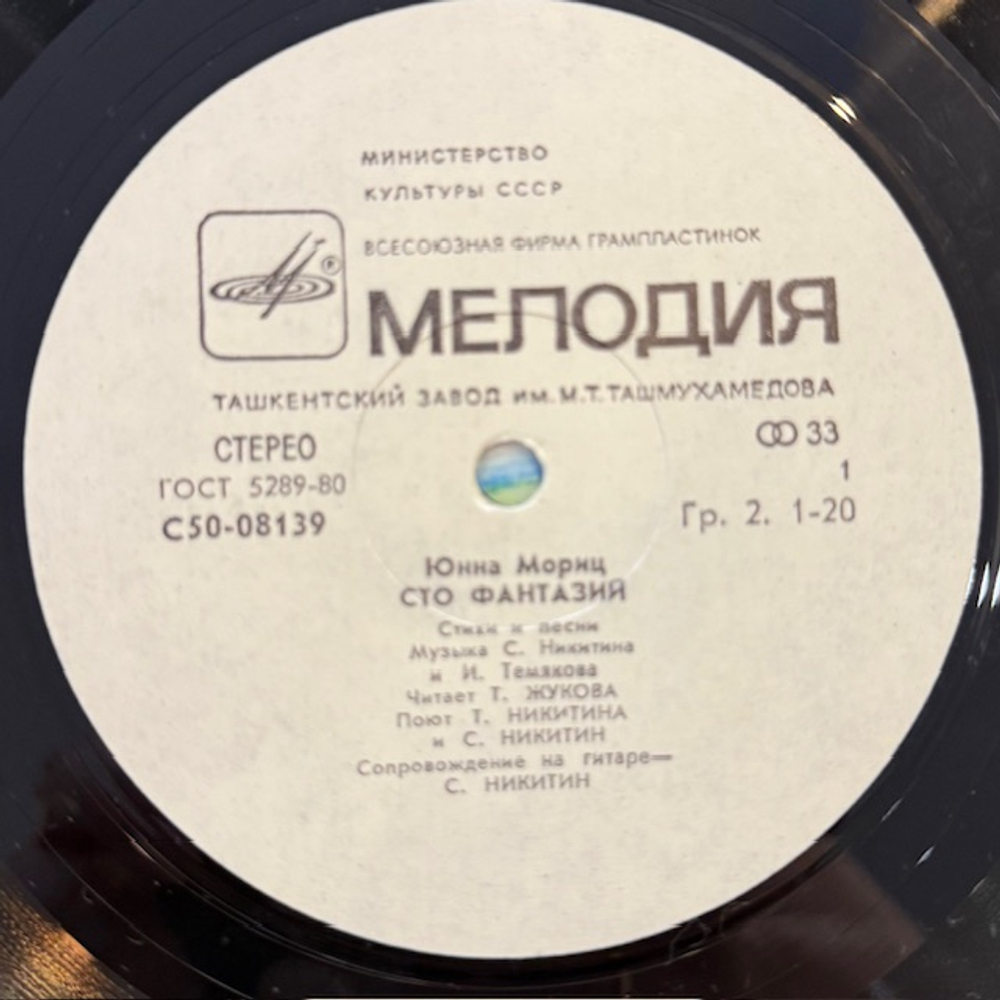 МИНИСТЕРСТВО
КУЛЬТУРЫ СССР
ВСЕСОЮЗНАЯ ФИРМА ГРАМПЛАСТИНОК
®
МЕЛОДИЯ
ТАШКЕНТСКИЙ ЗАВОД им. М.Т. ТАШМУХАМЕДОВА
СТЕРЕО
33
ГОСТ 5289-80
1
С50-08139
Гр. 2. 1-20
Юнна Мориц
СТО ФАНТАЗИЙ
Стихи и песни
Музыка С. Никитина
и И. Темякова
Читает Т. ЖУКОВА
Поют Т. НИКИТИНА
и С. НИКИТИН
Сопровождение на гитаре—
С. НИКИТИН